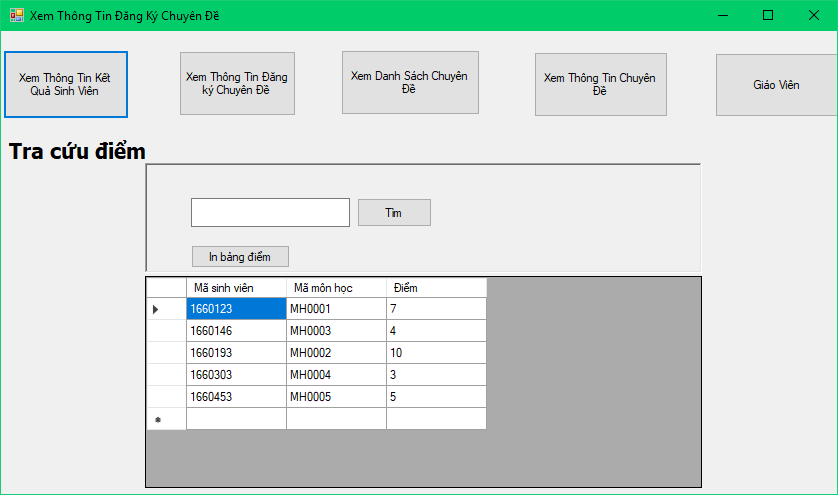 Xem Thông Tin Đăng Ký Chuyên Đề
Xem Thông Tin Kết
Quả Sinh Viên
Xem Thông Tin Đăng
ký Chuyên Đề
Xem Danh Sách Chuyên
Đề
Xem Thông Tin Chuyên
Đề
Giáo Viên
Tra cứu điểm
Tìm
In bảng điểm
Mã sinh viên Mã môn học Điểm
1660123 MH0001 7
1660146 MH0003 4
1660193 MH0002 10
1660303 MH0004 3
1660453 MH0005 5